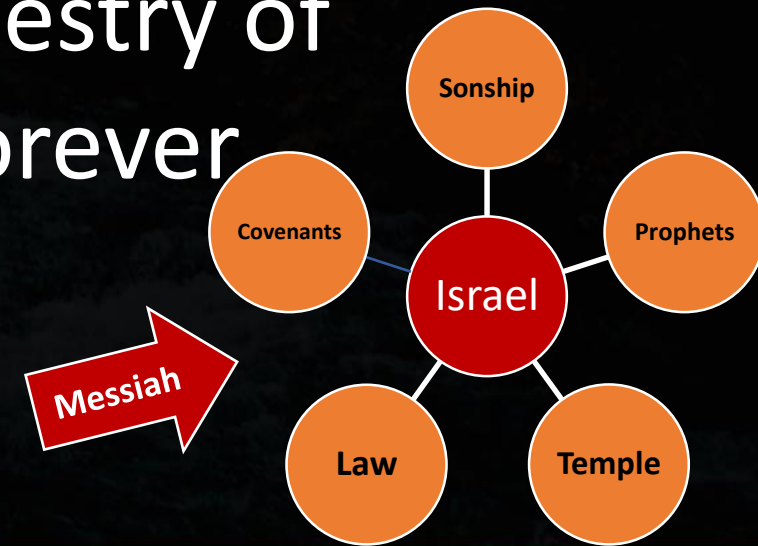 estry of
orever
Sonship
Covenants
Prophets
Israel
Messiah
Law
Temple